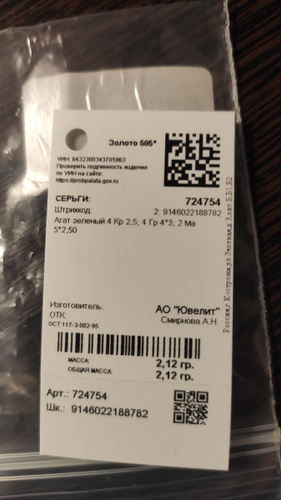 Золото 585*
УИН: 6432300343705963
Проверить подлинность изделия
по УИН на сайте:
https://probpalata.gov.ru
СЕРЬГИ: 724754
Штрихкод: 2: 9146022188782
Агат зеленый 4 Кр 2,5; 4 Гр 4*3; 2 Ма
5*2,50
Изготовитель: АО "Ювелит"
ОТК: Смирнова А.Н.
ОСТ 117-3-002-95
МАССА: 2,12 гр.
ОБЩАЯ МАССА: 2,12 гр.
Арт.: 724754
Шк.: 9146022188782